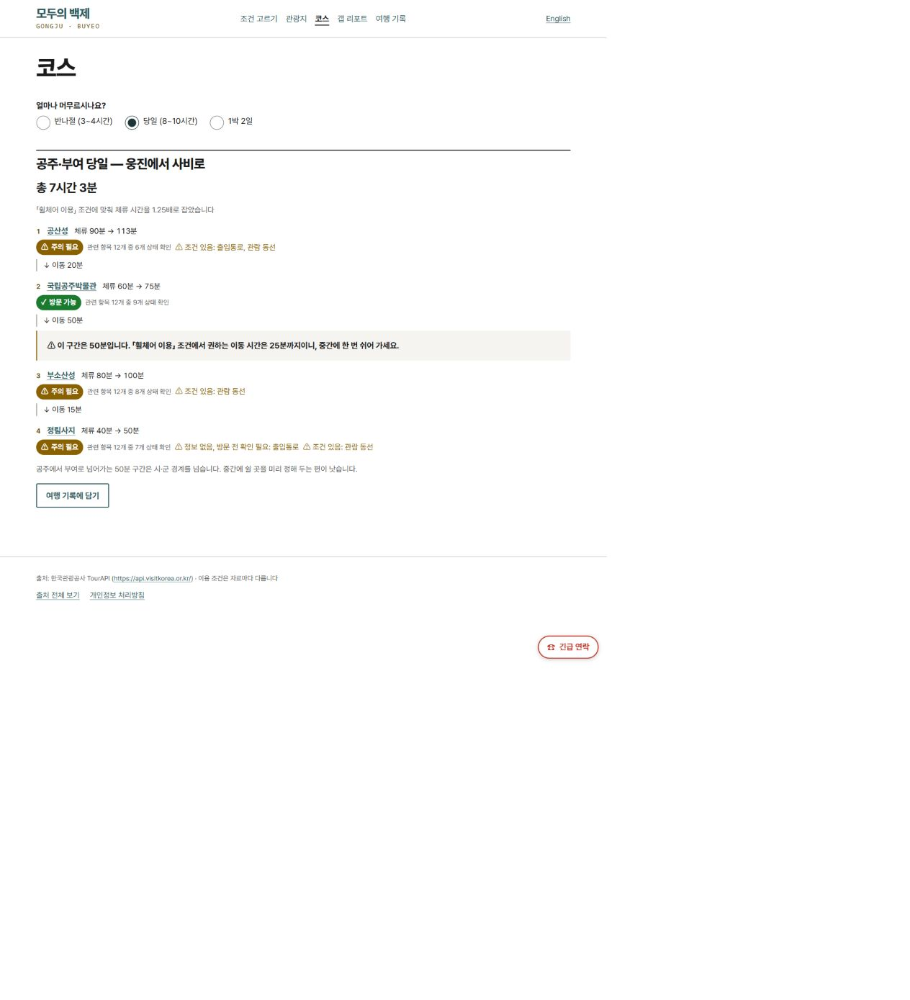 모두의 백제
GONGJU · BUYEO
조건 고르기 관광지 코스 갭 리포트 여행 기록
English
코스
얼마나 머무르시나요?
반나절 (3~4시간) 당일 (8~10시간) 1박 2일
공주·부여 당일 — 웅진에서 사비로
총 7시간 3분
「휠체어 이용」 조건에 맞춰 체류 시간을 1.25배로 잡았습니다
1 공산성 체류 90분 → 113분
⚠ 주의 필요 관련 항목 12개 중 6개 상태 확인 ⚠ 조건 있음: 출입통로, 관람 동선
↓ 이동 20분
2 국립공주박물관 체류 60분 → 75분
✓ 방문 가능 관련 항목 12개 중 9개 상태 확인
↓ 이동 50분
⚠ 이 구간은 50분입니다. 「휠체어 이용」 조건에서 권하는 이동 시간은 25분까지이니, 중간에 한 번 쉬어 가세요.
3 부소산성 체류 80분 → 100분
⚠ 주의 필요 관련 항목 12개 중 8개 상태 확인 ⚠ 조건 있음: 관람 동선
↓ 이동 15분
4 정림사지 체류 40분 → 50분
⚠ 주의 필요 관련 항목 12개 중 7개 상태 확인 ⚠ 정보 없음, 방문 전 확인 필요: 출입통로 ⚠ 조건 있음: 관람 동선
공주에서 부여로 넘어가는 50분 구간은 시·군 경계를 넘습니다. 중간에 쉴 곳을 미리 정해 두는 편이 낫습니다.
여행 기록에 담기
출처: 한국관광공사 TourAPI (https://api.visitkorea.or.kr/) · 이용 조건은 자료마다 다릅니다
출처 전체 보기 개인정보 처리방침
☎ 긴급 연락